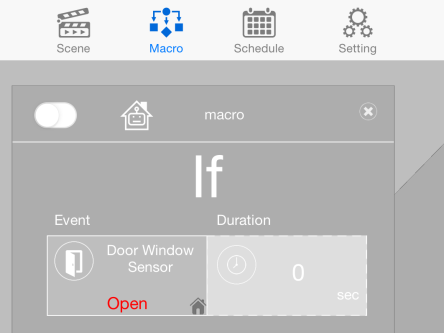 Scene Macro Schedule Setting
macro
If
Event Duration
Door Window
Sensor
0
Open
sec